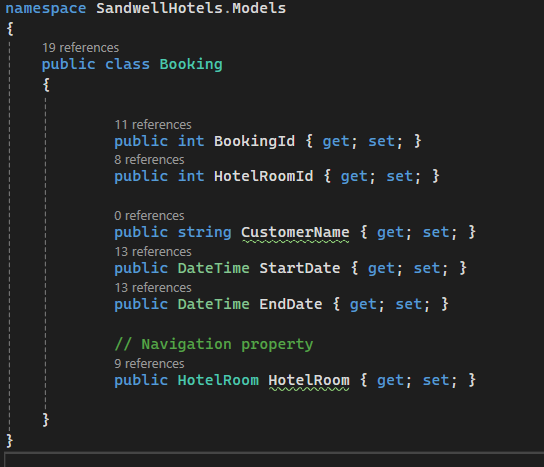 namespace SandwellHotels.Models
{
19 references
public class Booking
{
11 references
public int BookingId { get; set; }
8 references
public int HotelRoomId { get; set; }
0 references
public string CustomerName { get; set; }
13 references
public DateTime StartDate { get; set; }
13 references
public DateTime EndDate { get; set; }
// Navigation property
9 references
public HotelRoom HotelRoom { get; set; }
}
}